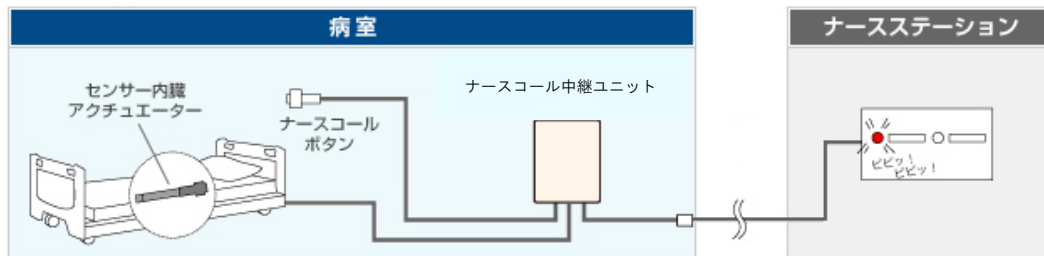 病室
ナースステーション
センサー内臓
アクチュエーター
ナースコール
ボタン
ナースコール中継ユニット
ピピッ！
ピピッ！